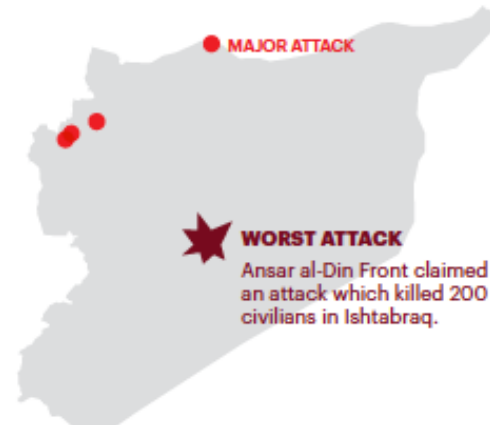 MAJOR ATTACK
WORST ATTACK
Ansar al-Din Front claimed
an attack which killed 200
civilians in Ishtabraq.